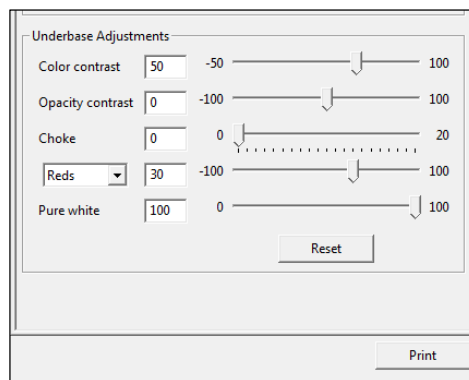 Underbase Adjustments
Color contrast 50 -50 100
Opacity contrast 0 -100 100
Choke 0 0 20
Reds 30 -100 100
Pure white 100 0 100
Reset
Print